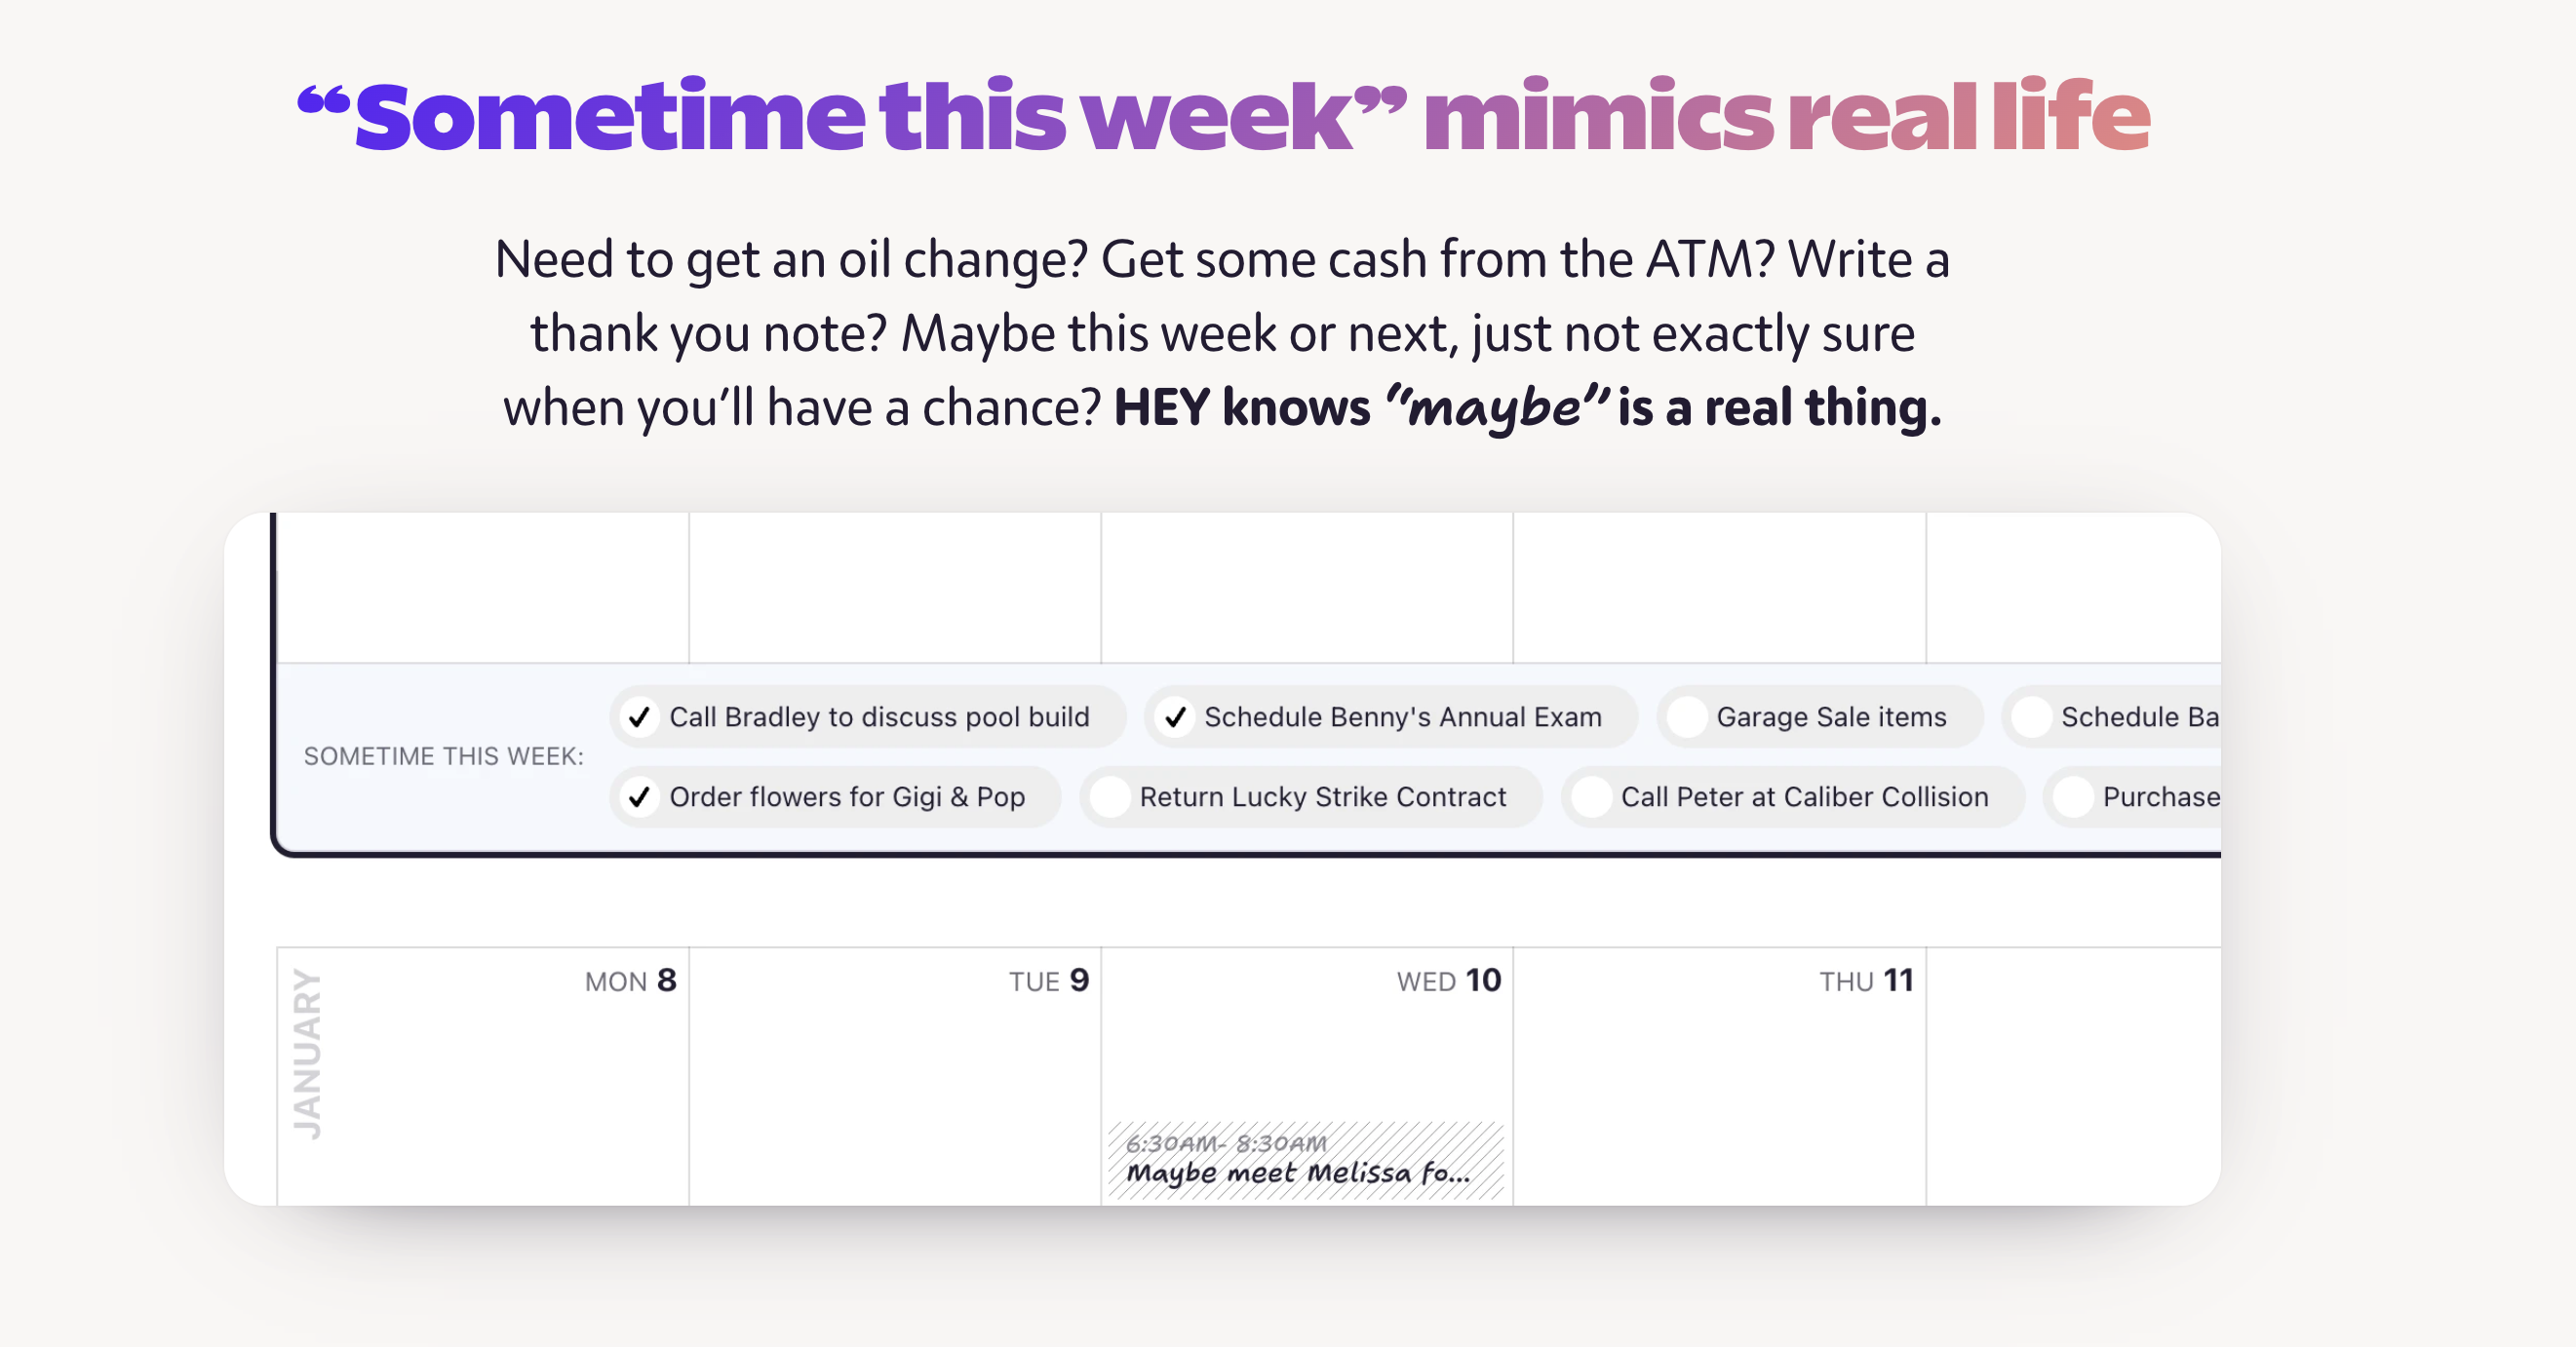 “Sometime this week” mimics real life
Need to get an oil change? Get some cash from the ATM? Write a
thank you note? Maybe this week or next, just not exactly sure
when you’ll have a chance? HEY knows “maybe” is a real thing.
SOMETIME THIS WEEK:
Call Bradley to discuss pool build
Schedule Benny's Annual Exam
Garage Sale items
Schedule Ba
Order flowers for Gigi & Pop
Return Lucky Strike Contract
Call Peter at Caliber Collision
Purchase
JANUARY
MON 8
TUE 9
WED 10
THU 11
6:30AM- 8:30AM
Maybe meet Melissa fo...